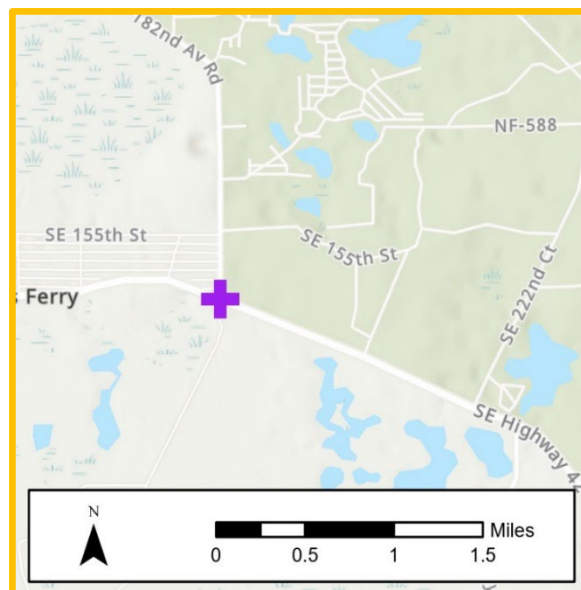 182nd Av Rd
NF-588
SE 155th St
SE 155th St
SE 222nd Ct
s Ferry
SE Highway 42
N
Miles
0 0.5 1 1.5